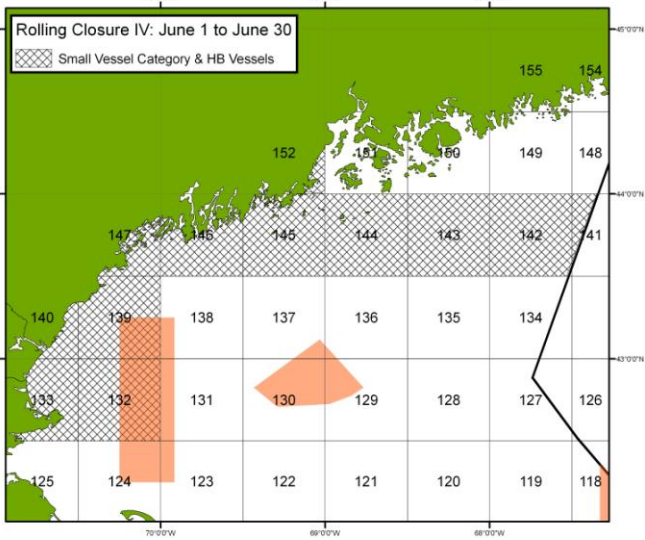 Rolling Closure IV: June 1 to June 30
Small Vessel Category & HB Vessels
45°0'0"N
155 154
152 151 150 149 148
44°0'0"N
147 146 145 144 143 142 141
140 139 138 137 136 135 134
43°0'0"N
133 132 131 130 129 128 127 126
125 124 123 122 121 120 119 118
70°0'0"W 69°0'0"W 68°0'0"W